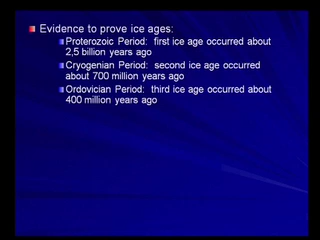 Evidence to prove ice ages:
Proterozoic Period: first ice age occurred about
2,5 billion years ago
Cryogenian Period: second ice age occurred
about 700 million years ago
Ordovician Period: third ice age occurred about
400 million years ago